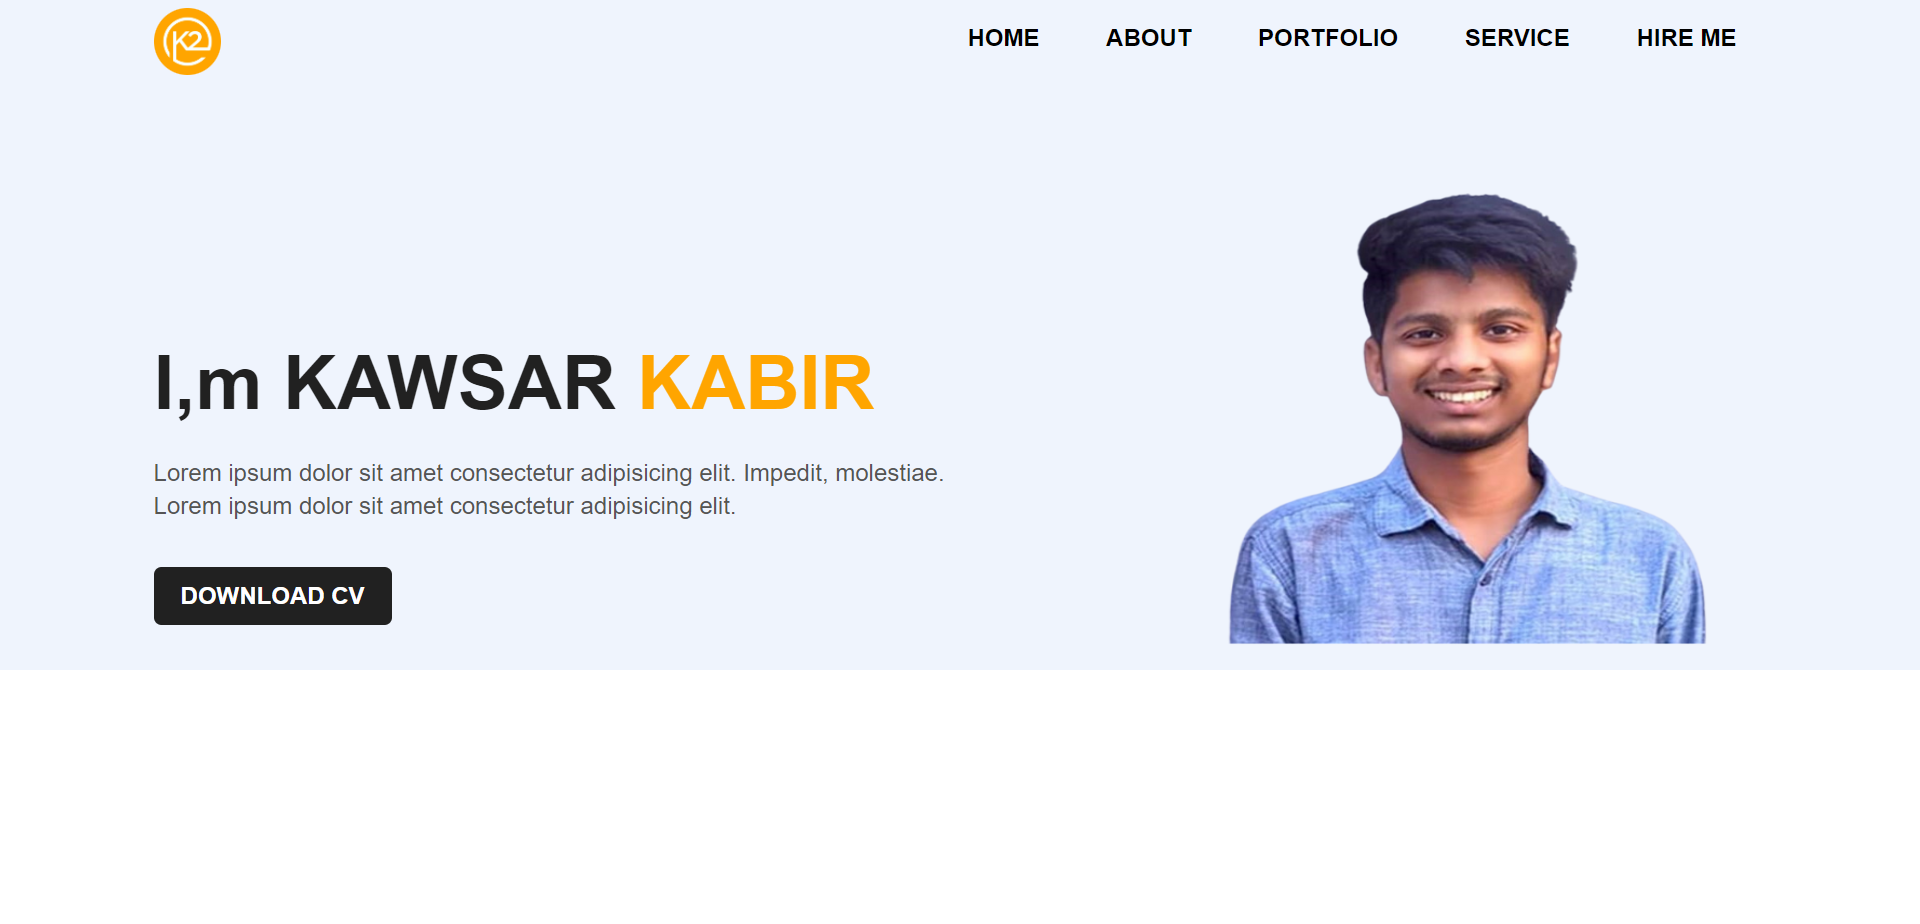 K2
HOME ABOUT PORTFOLIO SERVICE HIRE ME
I,m KAWSAR KABIR
Lorem ipsum dolor sit amet consectetur adipisicing elit. Impedit, molestiae.
Lorem ipsum dolor sit amet consectetur adipisicing elit.
DOWNLOAD CV